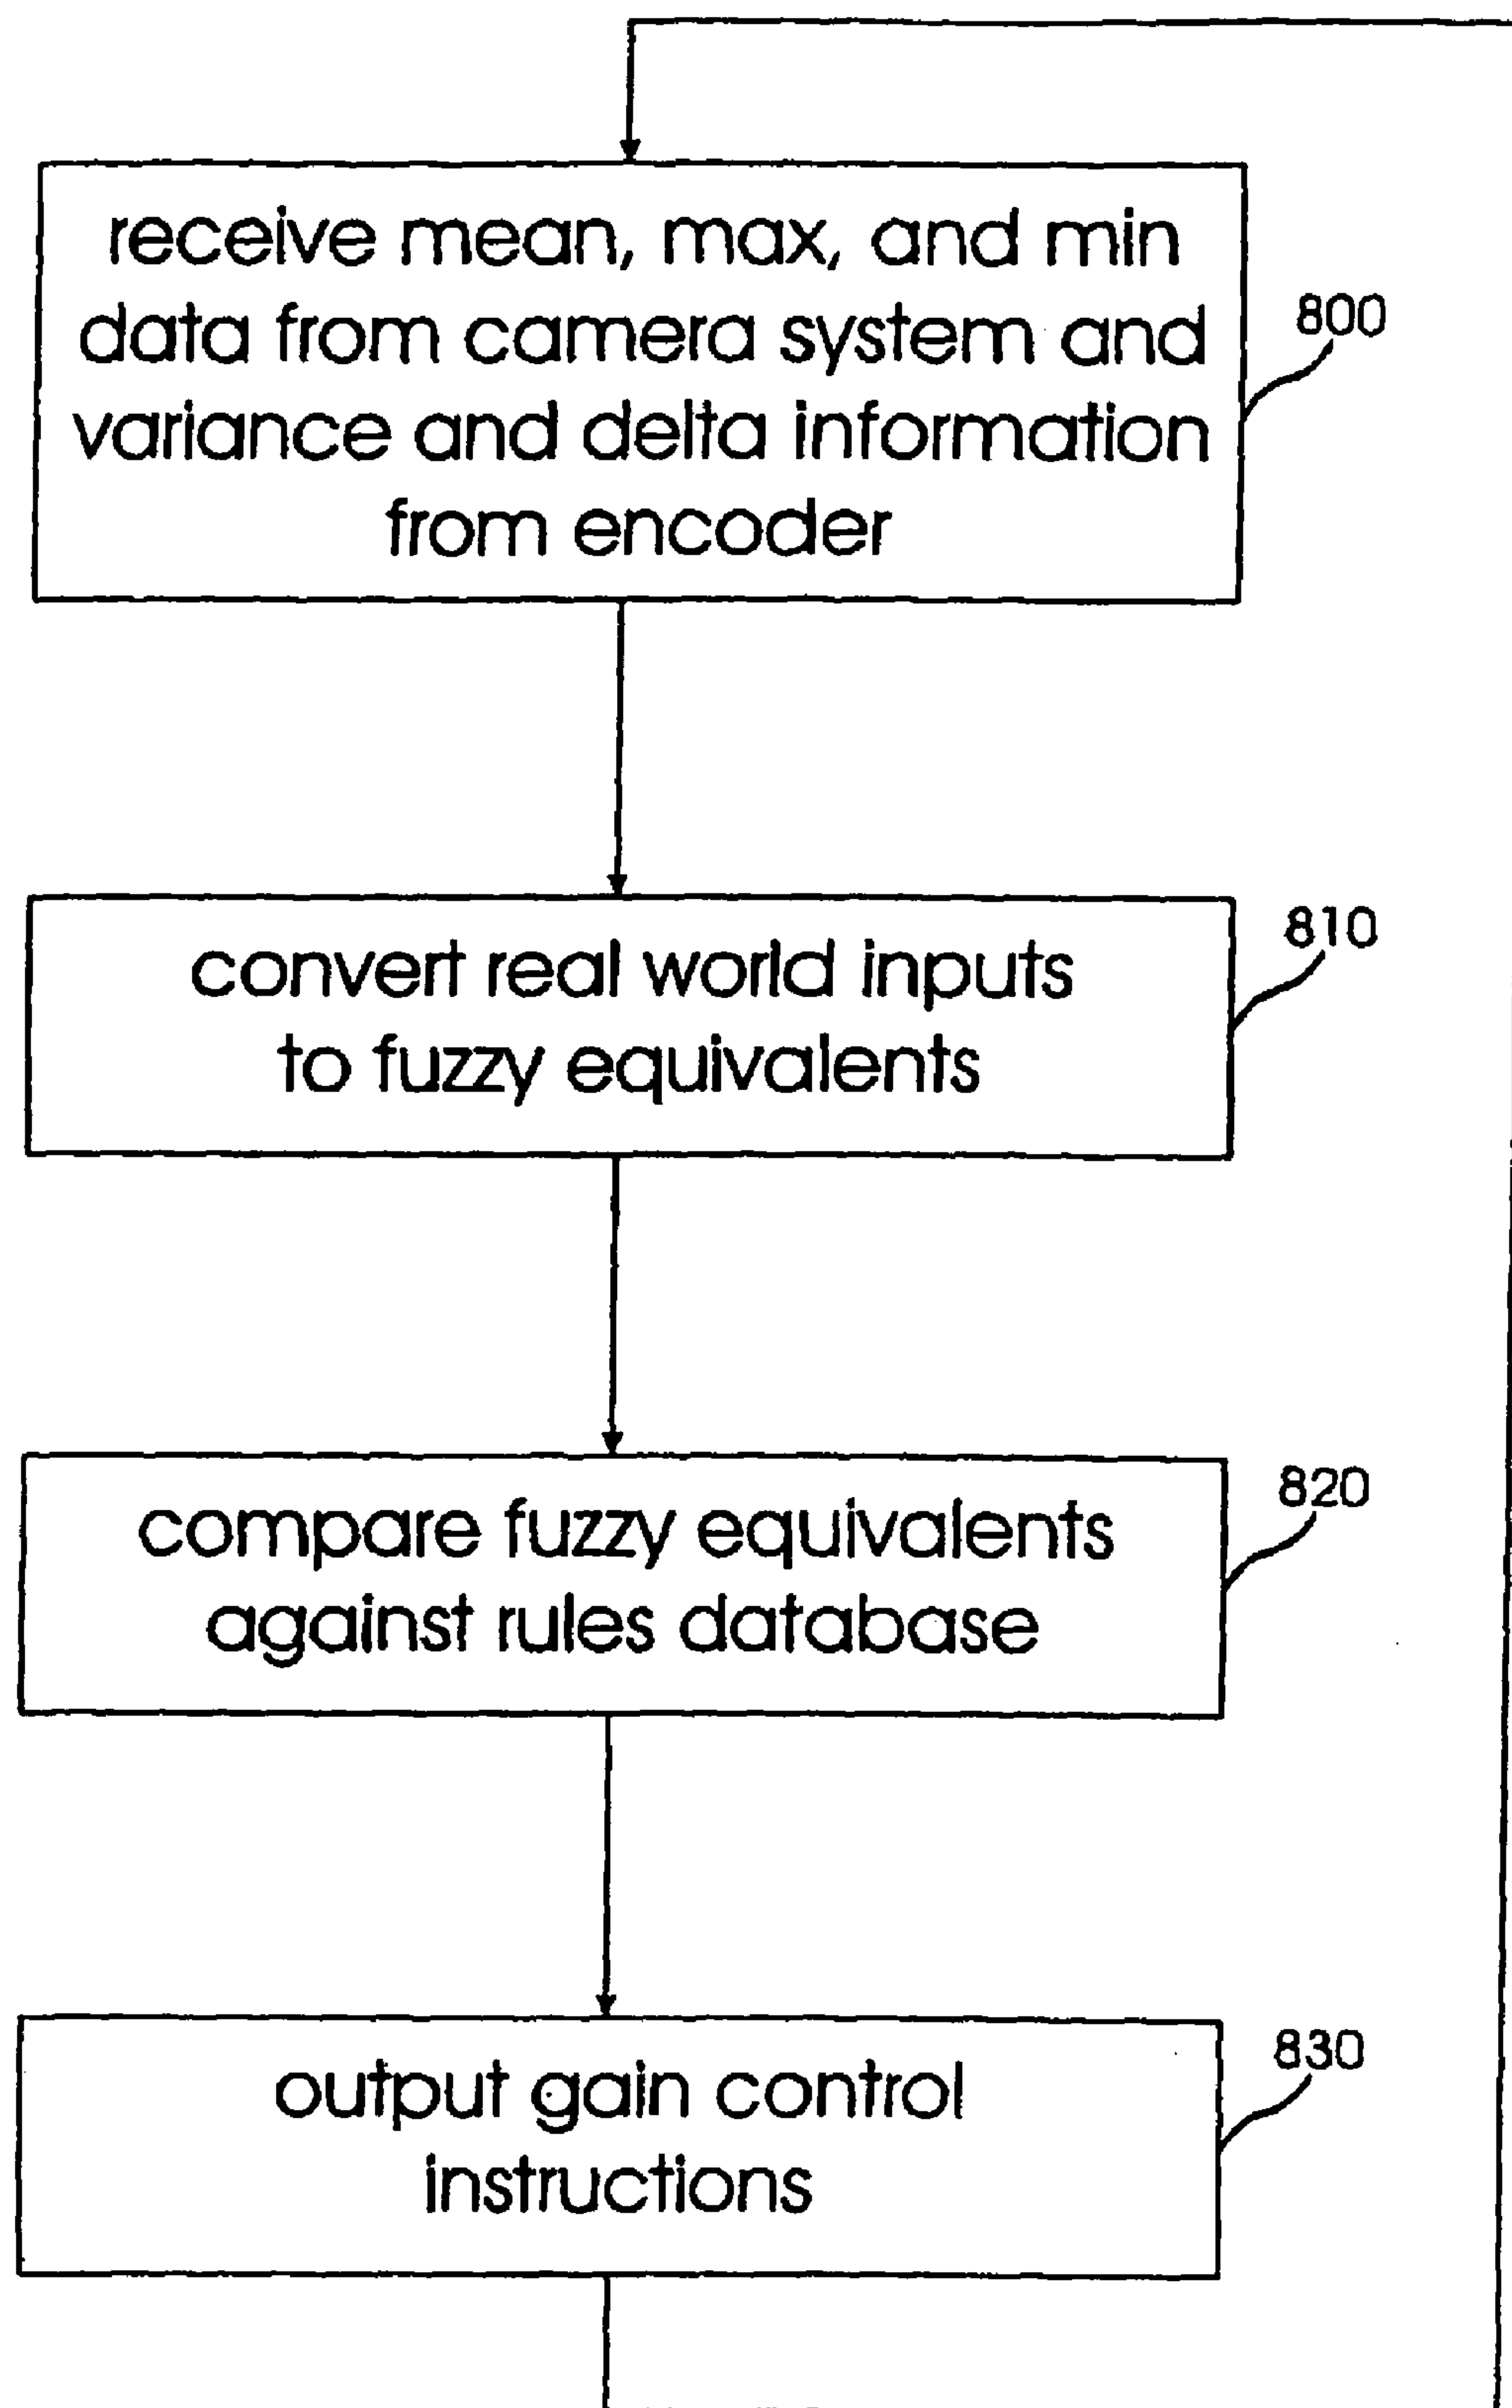 receive mean, max, and min
data from camera system and
variance and delta information
from encoder
800
convert real world inputs
to fuzzy equivalents
810
compare fuzzy equivalents
against rules database
820
output gain control
instructions
830